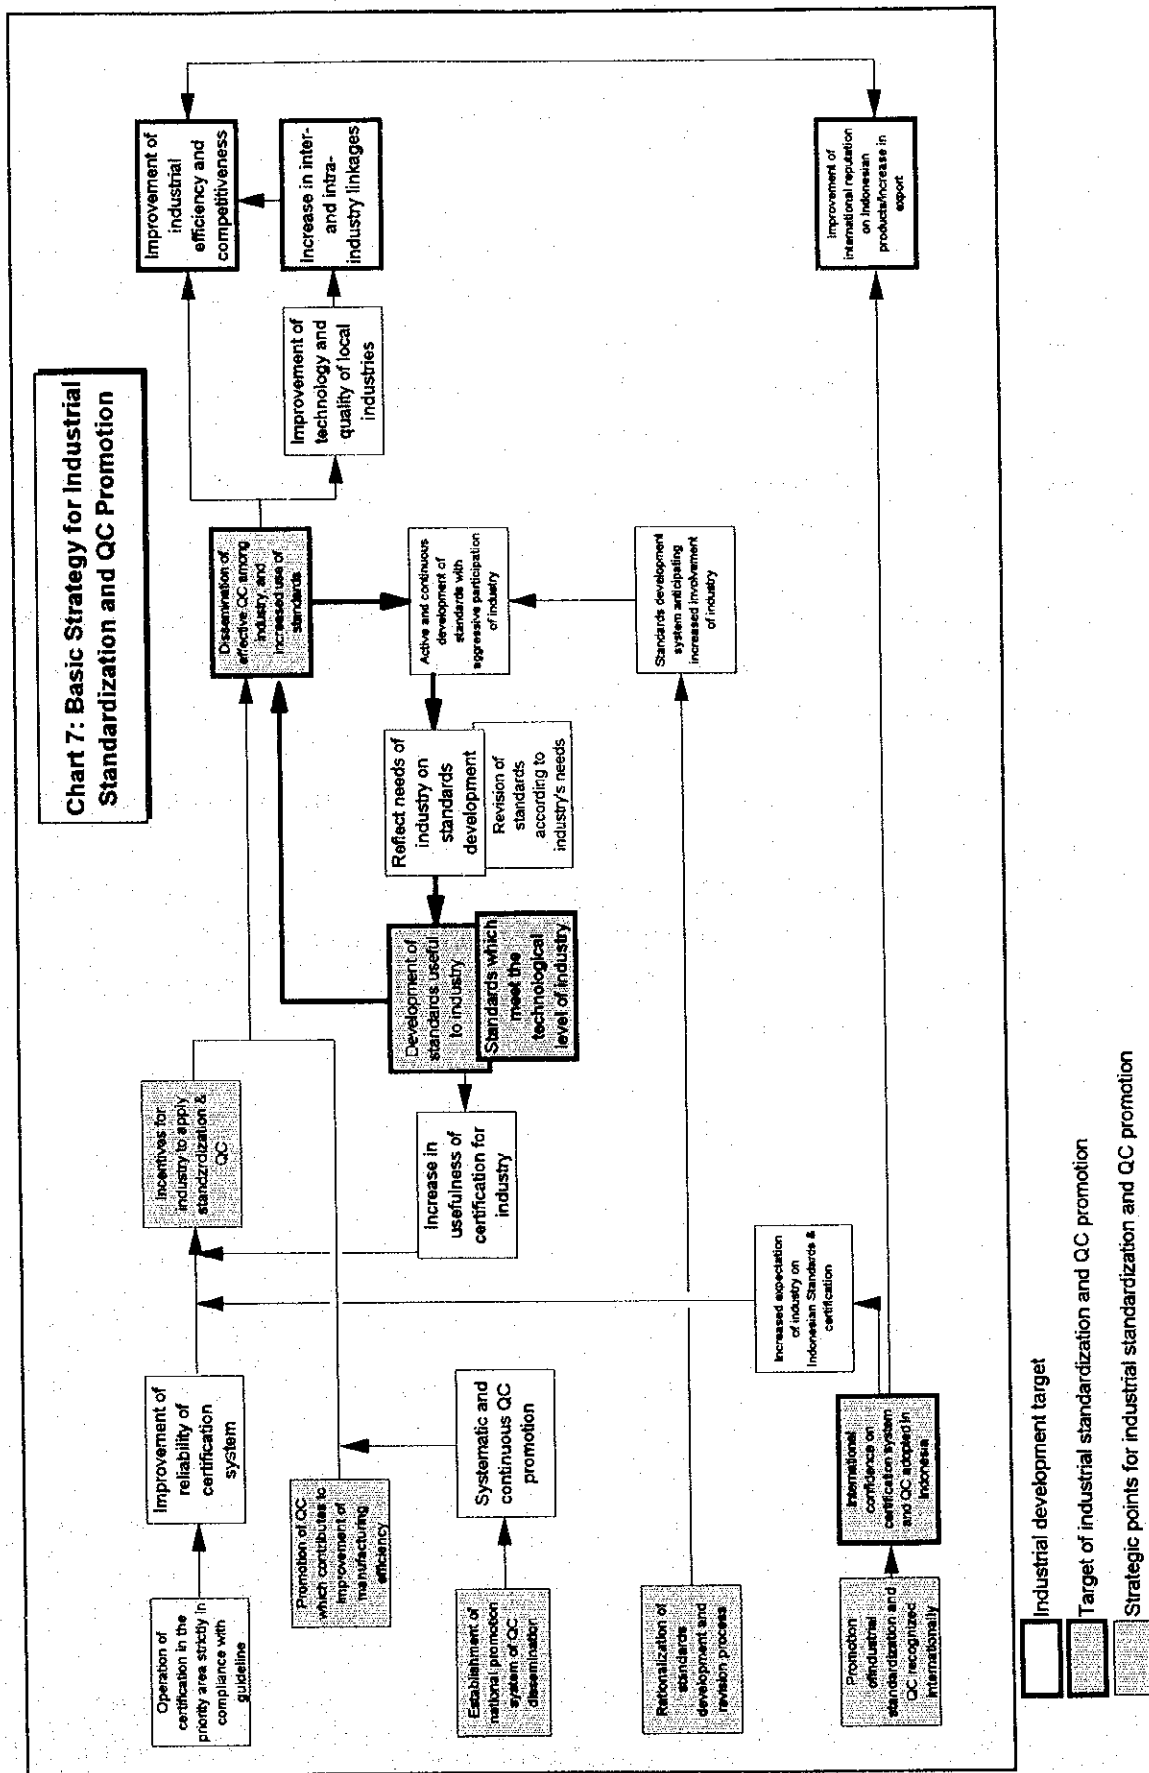 Chart 7: Basic Strategy for Industrial
Standardization and QC Promotion
Operation of
certification in the
priority area strictly in
compliance with
guideline
Improvement of
reliability of
certification
system
Incentives for
industry to apply
standzrdization &
QC
Improvement of
industrial
efficiency and
competitiveness
Promotion of QC
which contributes to
improvement of
manufacturing
efficiency
Dissemination of
effective QC among
industry, and
increased use of
standards
Increase in inter-
and intra-
industry linkages
Improvement of
technology and
quality of local
industries
Establishment of
national promotion
system of QC
dissemination
Systematic and
continuous QC
promotion
Increase in
usefulness of
certification for
industry
Development of
standards useful
to industry
Standards which
meet the
technological
level of industry
Reflect needs of
industry on
standards
development
Revision of
standards
according to
industry's needs
Active and continuous
development of
standards with
aggressive participation
of industry
Rationalization of
standards
development and
revision process
Standards development
system anticipating
increased involvement
of industry
Increased expectation
of industry on
Indonesian Standards &
certification
Promotion
ofindustrial
standardization and
QC recognized
internationally
International
confidence on
certification system
and QC adopted in
Indonesia
Improvement of
international reputation
on Indonesian
products/increase in
export
Industrial development target
Target of industrial standardization and QC promotion
Strategic points for industrial standardization and QC promotion